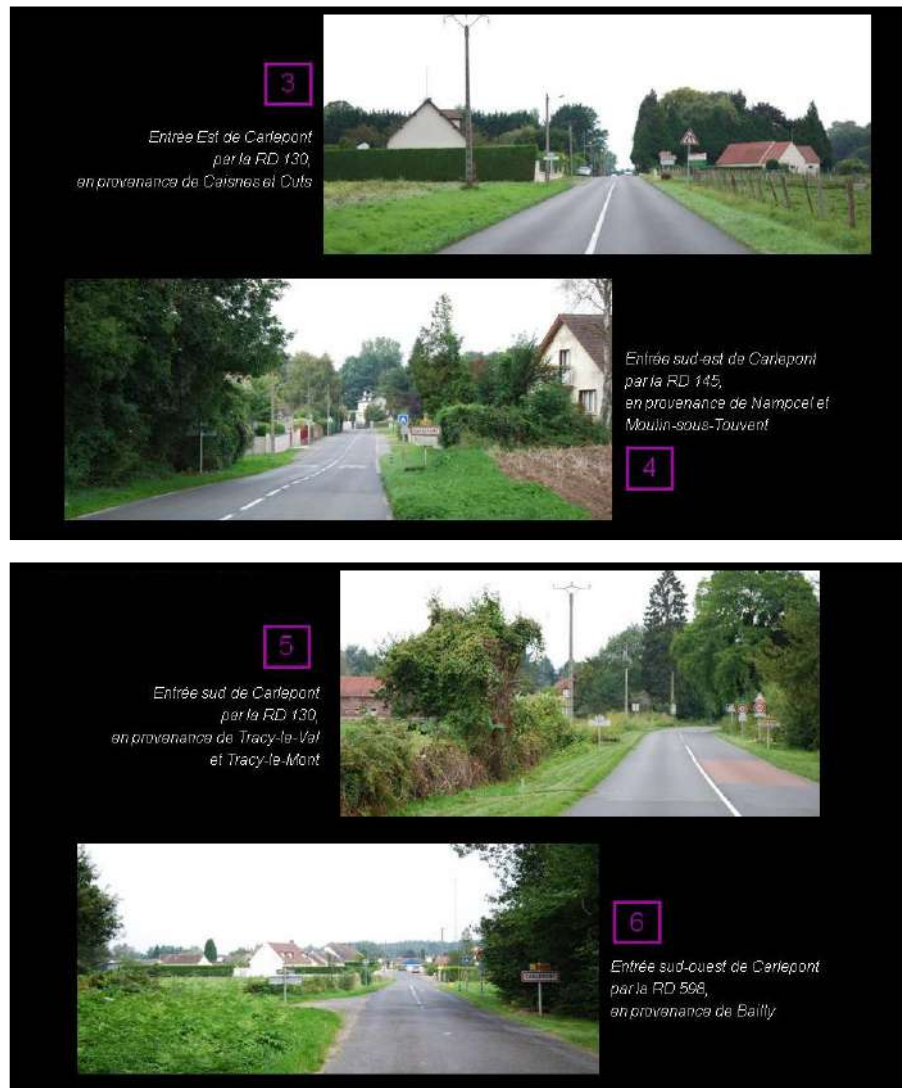 3
Entrée Est de Carlepont
par la RD 130,
en provenance de Caisnes et Cuts
Entrée sud-est de Carlepont
par la RD 145,
en provenance de Nampcel et
Moulin-sous-Touvent
4
5
Entrée sud de Carlepont
par la RD 130,
en provenance de Tracy-le-Val
et Tracy-le-Mont
CARLEPONT
6
Entrée sud-ouest de Carlepont
par la RD 598,
en provenance de Bailly